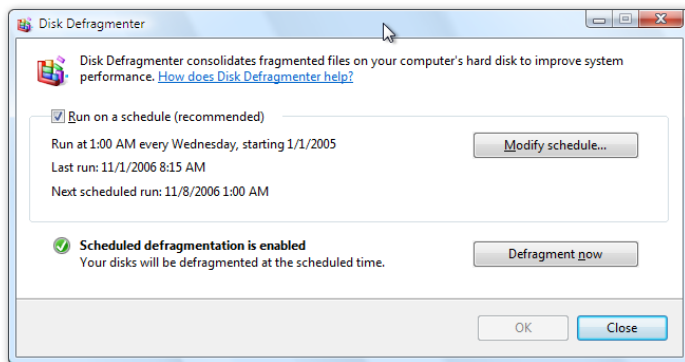 Disk Defragmenter
Disk Defragmenter consolidates fragmented files on your computer's hard disk to improve system
performance. How does Disk Defragmenter help?
Run on a schedule (recommended)
Run at 1:00 AM every Wednesday, starting 1/1/2005
Modify schedule...
Last run: 11/1/2006 8:15 AM
Next scheduled run: 11/8/2006 1:00 AM
Scheduled defragmentation is enabled
Your disks will be defragmented at the scheduled time.
Defragment now
OK
Close